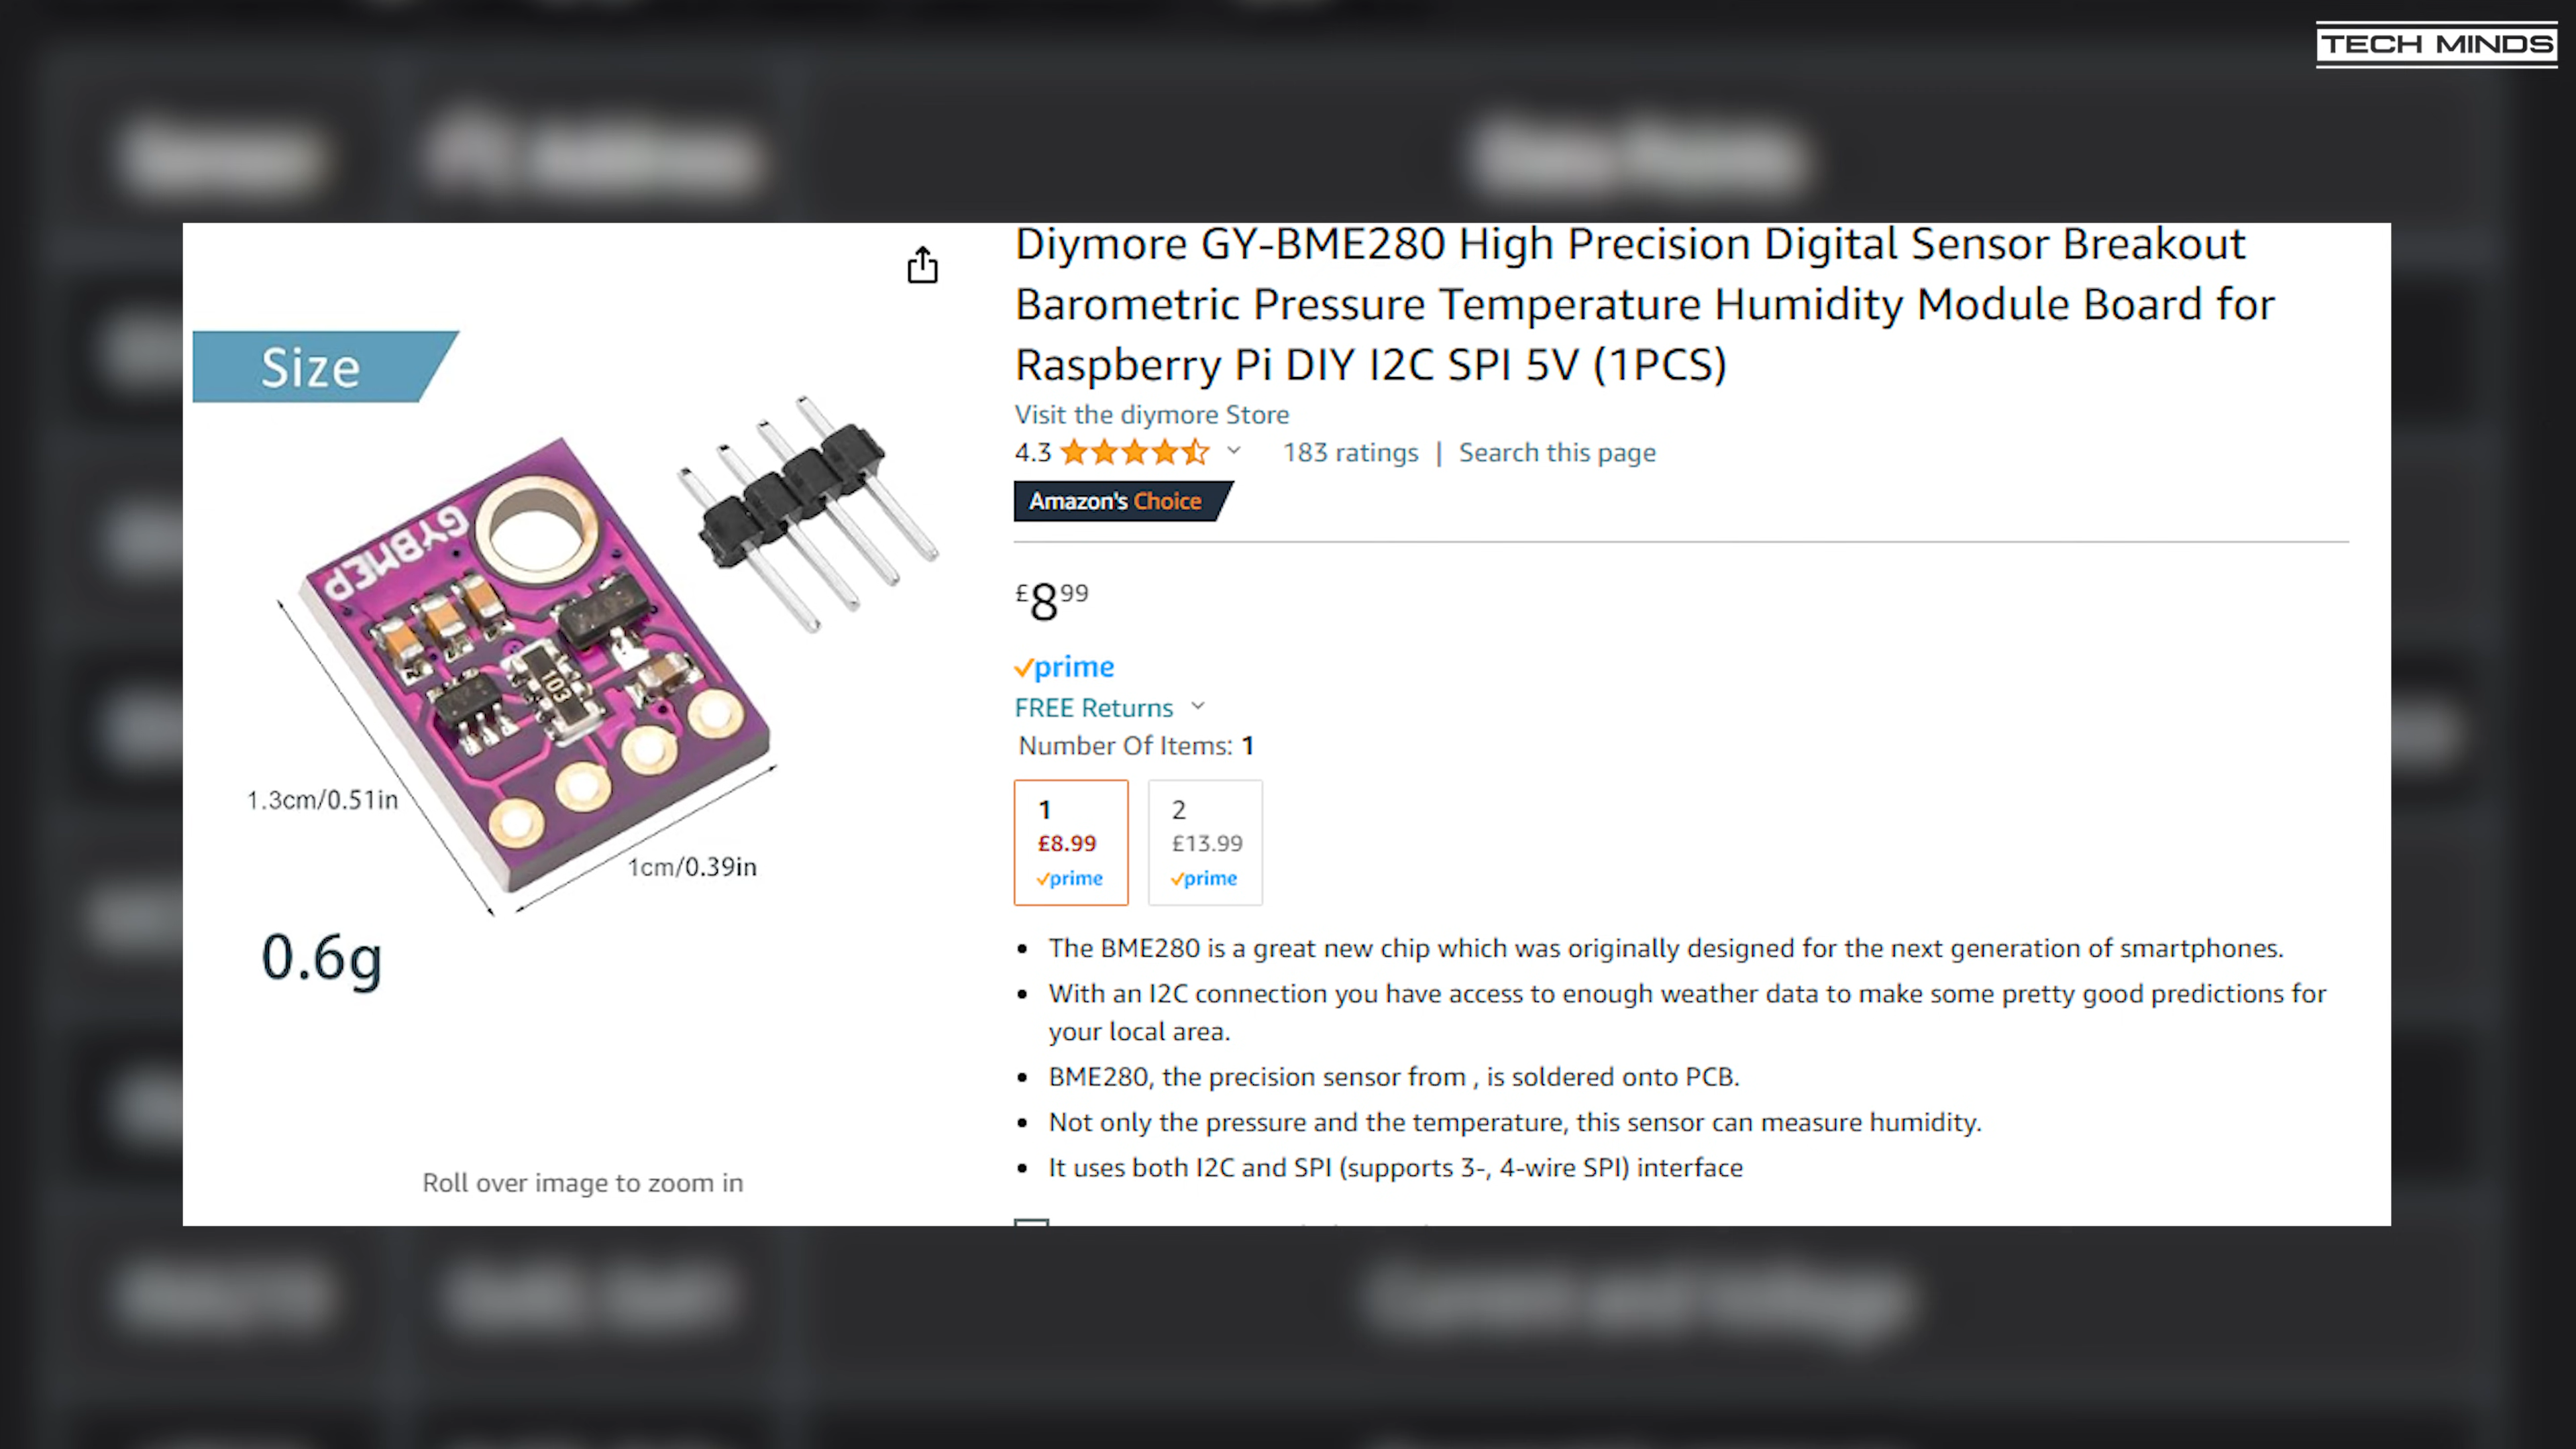 TECH MINDS
Diymore GY-BME280 High Precision Digital Sensor Breakout
Barometric Pressure Temperature Humidity Module Board for
Raspberry Pi DIY I2C SPI 5V (1PCS)
Visit the diymore Store
4.3 183 ratings | Search this page
Amazon's Choice
£8.99
prime
FREE Returns
Number Of Items: 1
1
£8.99
prime
2
£13.99
prime
• The BME280 is a great new chip which was originally designed for the next generation of smartphones.
• With an I2C connection you have access to enough weather data to make some pretty good predictions for
your local area.
• BME280, the precision sensor from , is soldered onto PCB.
• Not only the pressure and the temperature, this sensor can measure humidity.
• It uses both I2C and SPI (supports 3-, 4-wire SPI) interface
Size
GYBMEP
103
1.3cm/0.51in
1cm/0.39in
0.6g
Roll over image to zoom in